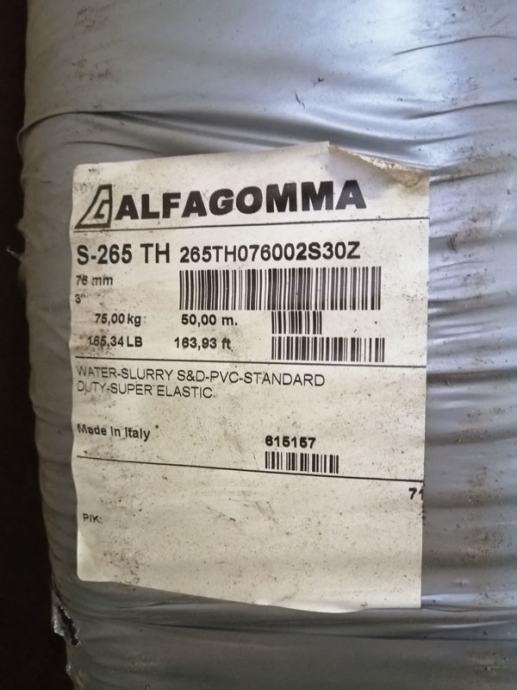 ALFAGOMMA
S-265 TH 265TH076002S30Z
76 mm
3"
75,00 kg 50,00 m.
165,34 LB 163,93 ft
WATER-SLURRY S&D-PVC-STANDARD
DUTY-SUPER ELASTIC
Made in Italy
615157
71
P/K: